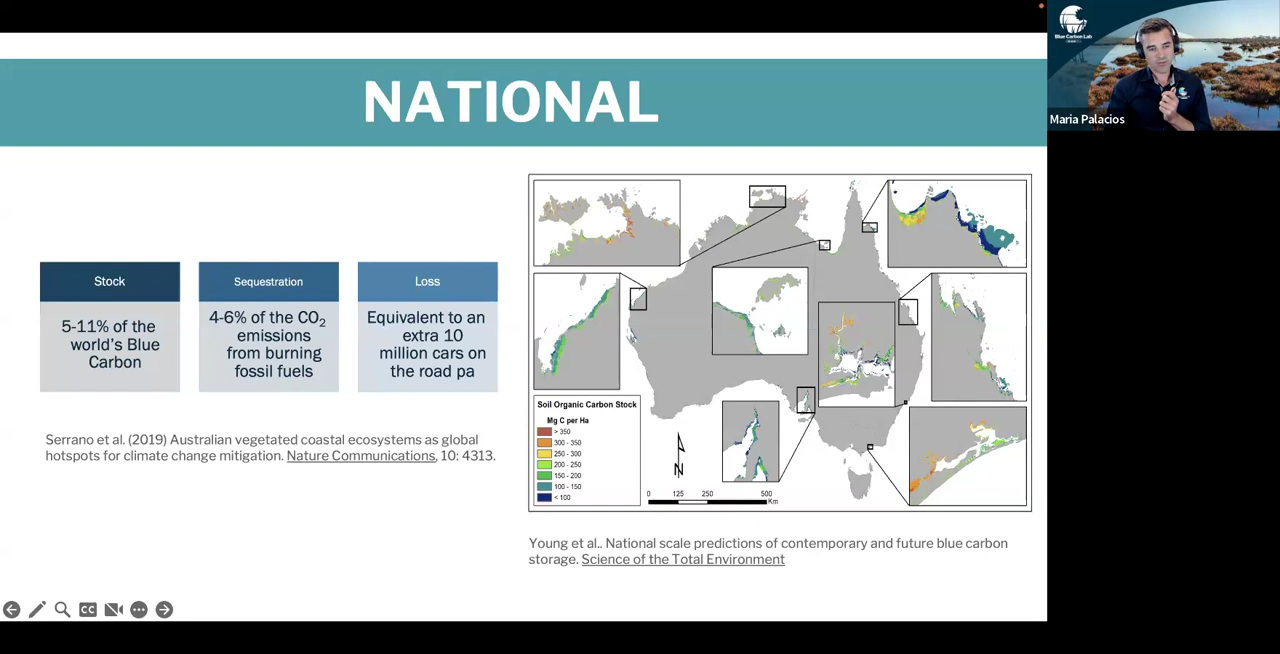 NATIONAL
Stock
5-11% of the
world's Blue
Carbon
Sequestration
4-6% of the CO2
emissions
from burning
fossil fuels
Loss
Equivalent to an
extra 10
million cars on
the road pa
Serrano et al. (2019) Australian vegetated coastal ecosystems as global
hotspots for climate change mitigation. Nature Communications, 10: 4313.
Soil Organic Carbon Stock
Mg C per Ha
> 350
300 - 350
250 - 300
200 - 250
150 - 200
100 - 150
< 100
N
0 125 250 500
Km
Young et al.. National scale predictions of contemporary and future blue carbon
storage. Science of the Total Environment
CC
Blue Carbon Lab
Maria Palacios